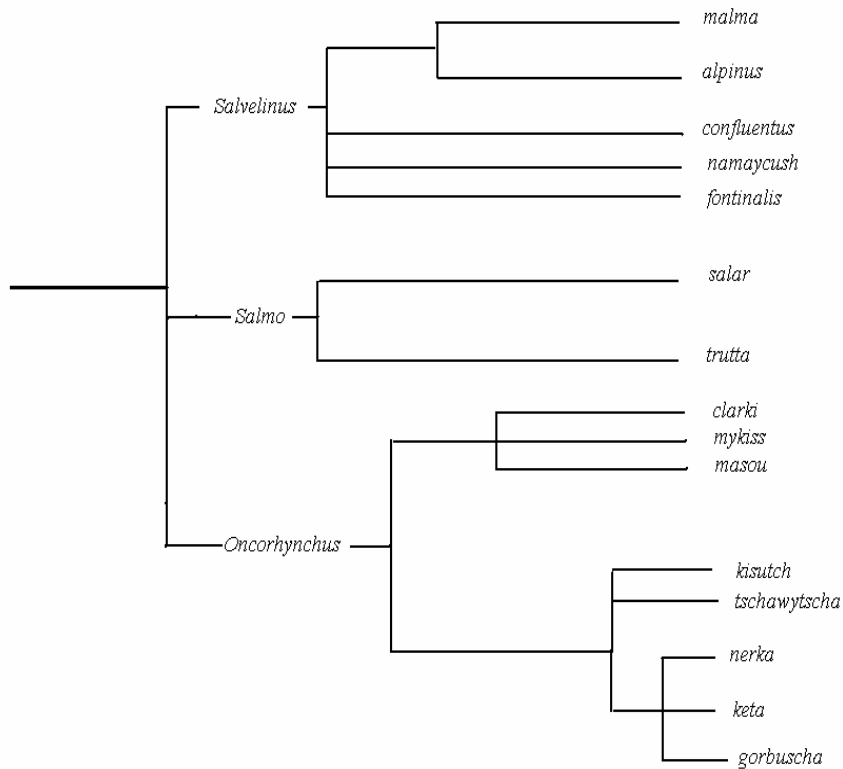 malma
alpinus
Salvelinus
confluentus
namaycush
fontinalis
salar
Salmo
trutta
clarki
mykiss
masou
Oncorhynchus
kisutch
tschawytscha
nerka
keta
gorbuscha